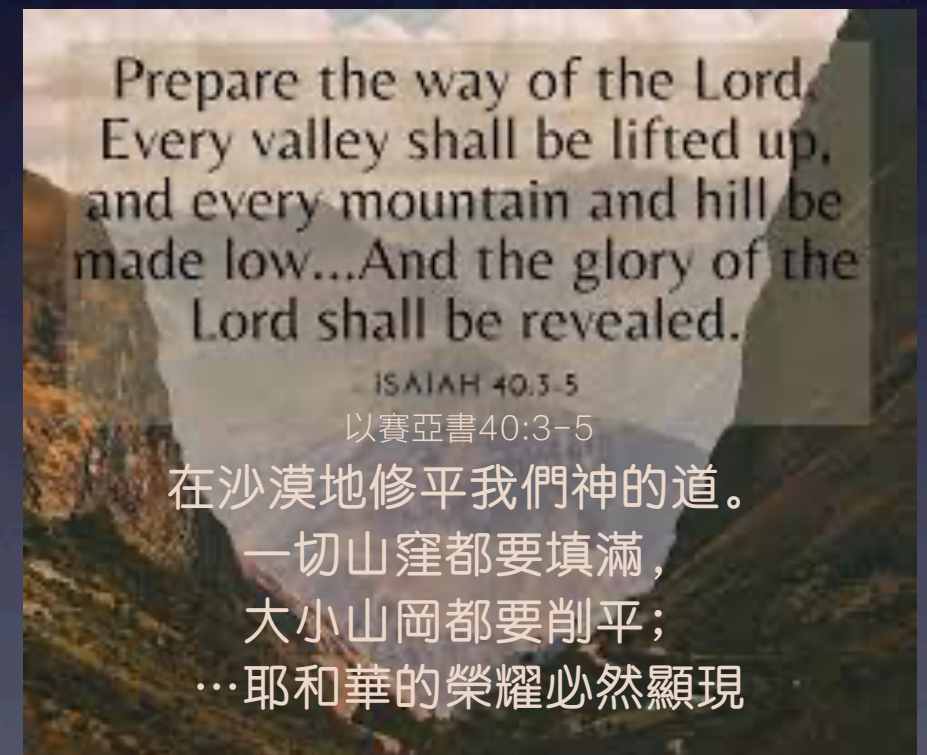 Prepare the way of the Lord.
Every valley shall be lifted up,
and every mountain and hill be
made low...And the glory of the
Lord shall be revealed.
- ISAIAH 40.3-5
以賽亞書40:3-5
在沙漠地修平我們神的道。
一切山窪都要填滿，
大小山岡都要削平；
…耶和華的榮耀必然顯現